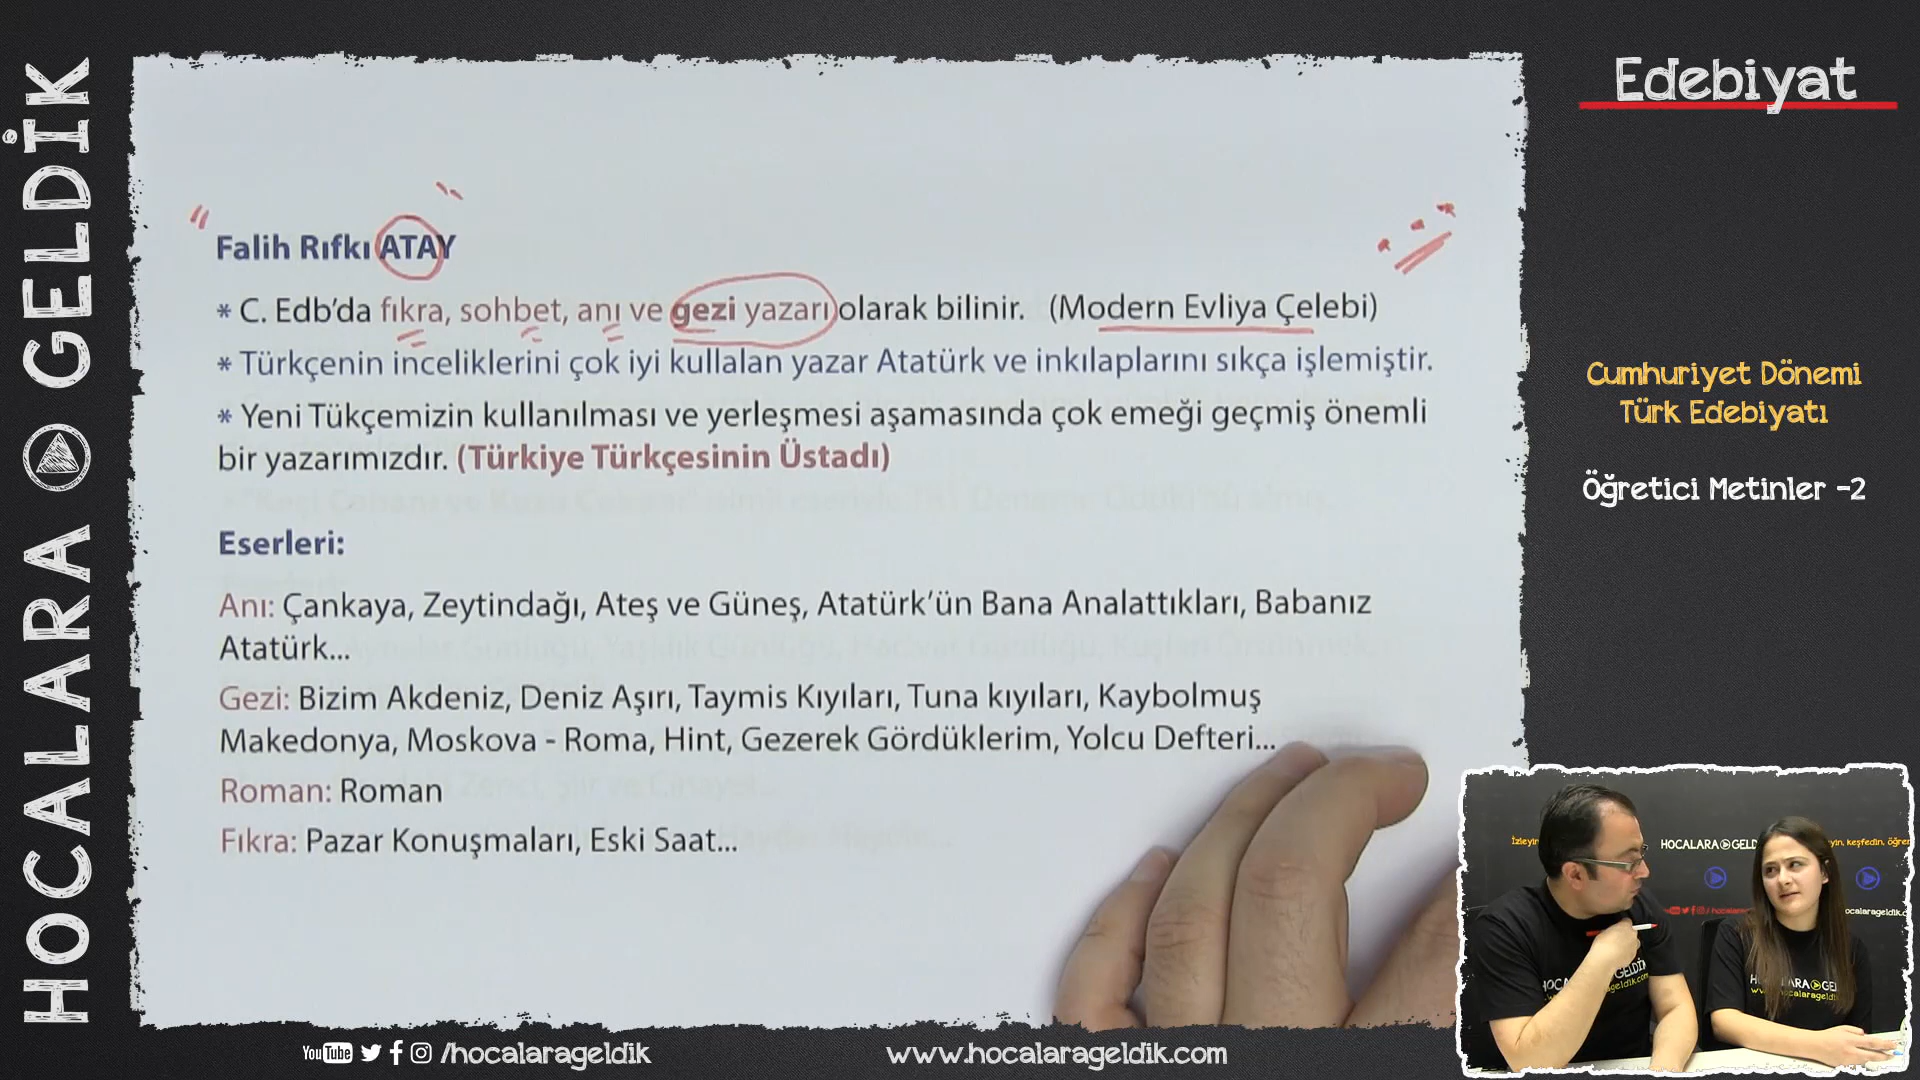 HOCALARA GELDİK
Edebiyat
Falih Rıfkı ATAY
* C. Edb’da fıkra, sohbet, anı ve gezi yazarı olarak bilinir. (Modern Evliya Çelebi)
* Türkçenin inceliklerini çok iyi kullalan yazar Atatürk ve inkılaplarını sıkça işlemiştir.
* Yeni Tükçemizin kullanılması ve yerleşmesi aşamasında çok emeği geçmiş önemli
bir yazarımızdır. (Türkiye Türkçesinin Üstadı)
Eserleri:
Anı: Çankaya, Zeytindağı, Ateş ve Güneş, Atatürk’ün Bana Analattıkları, Babanız
Atatürk...
Gezi: Bizim Akdeniz, Deniz Aşırı, Taymis Kıyıları, Tuna kıyıları, Kaybolmuş
Makedonya, Moskova - Roma, Hint, Gezerek Gördüklerim, Yolcu Defteri...
Roman: Roman
Fıkra: Pazar Konuşmaları, Eski Saat...
Cumhuriyet Dönemi
Türk Edebiyatı
Öğretici Metinler -2
HOCALARA GELD
YouTube /hocalarageldik
www.hocalarageldik.com